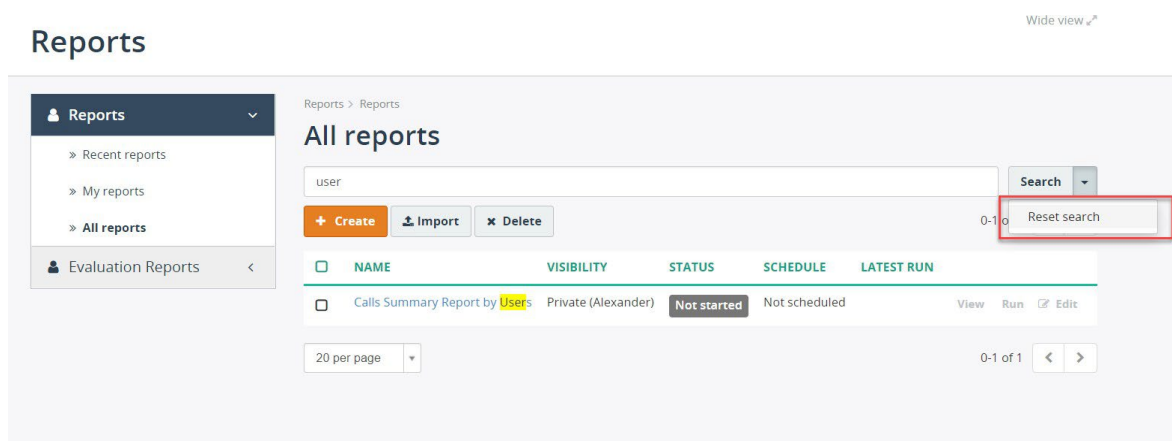 Wide view
Reports
Reports
Recent reports
My reports
All reports
Evaluation Reports
Reports > Reports
All reports
user
Search
Reset search
+ Create
Import
Delete
0-1
NAME VISIBILITY STATUS SCHEDULE LATEST RUN
Calls Summary Report by Users Private (Alexander) Not started Not scheduled View Run Edit
20 per page
0-1 of 1